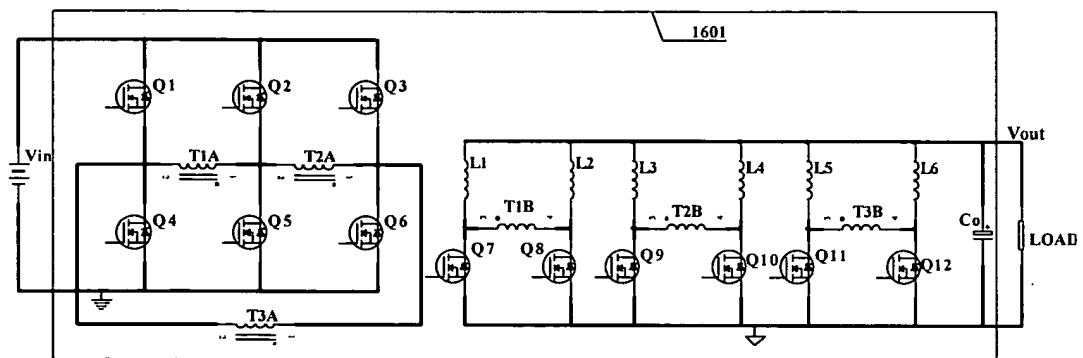 1601
Q1
Q2
Q3
Vin
T1A
T2A
Q4
Q5
Q6
T3A
Vout
L1
L2
L3
L4
L5
L6
T1B
T2B
T3B
Co
+
LOAD
Q7
Q8
Q9
Q10
Q11
Q12